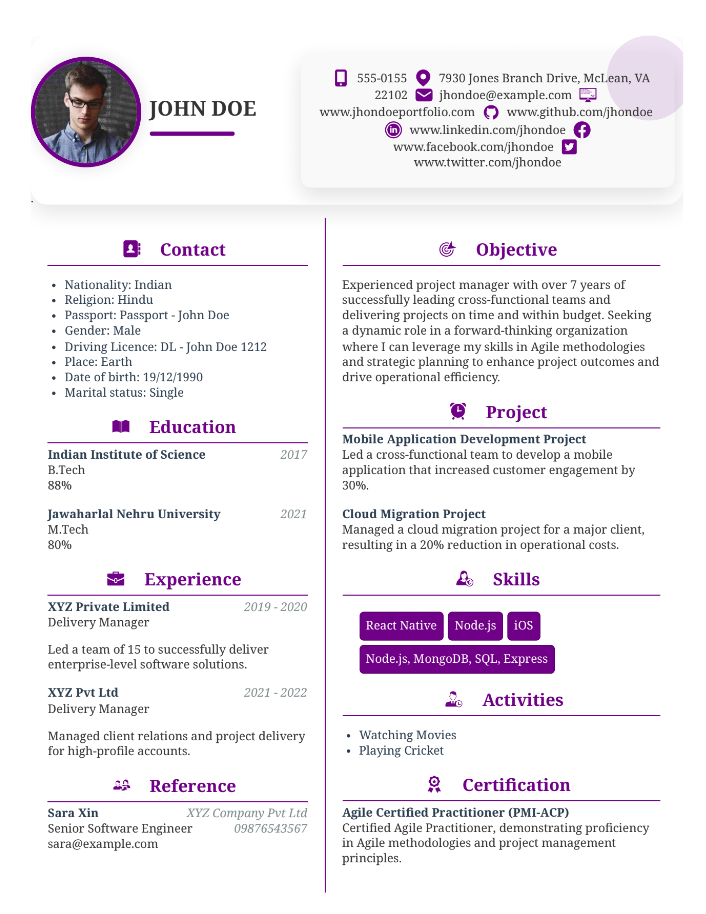 JOHN DOE
555-0155 7930 Jones Branch Drive, McLean, VA
22102 jhondoe@example.com
www.jhondoeportfolio.com www.github.com/jhondoe
www.linkedin.com/jhondoe
www.facebook.com/jhondoe
www.twitter.com/jhondoe
.
Contact
• Nationality: Indian
• Religion: Hindu
• Passport: Passport - John Doe
• Gender: Male
• Driving Licence: DL - John Doe 1212
• Place: Earth
• Date of birth: 19/12/1990
• Marital status: Single
Education
Indian Institute of Science 2017
B.Tech
88%
Jawaharlal Nehru University 2021
M.Tech
80%
Experience
XYZ Private Limited 2019 - 2020
Delivery Manager
Led a team of 15 to successfully deliver
enterprise-level software solutions.
XYZ Pvt Ltd 2021 - 2022
Delivery Manager
Managed client relations and project delivery
for high-profile accounts.
Reference
Sara Xin XYZ Company Pvt Ltd
Senior Software Engineer 09876543567
sara@example.com
Objective
Experienced project manager with over 7 years of
successfully leading cross-functional teams and
delivering projects on time and within budget. Seeking
a dynamic role in a forward-thinking organization
where I can leverage my skills in Agile methodologies
and strategic planning to enhance project outcomes and
drive operational efficiency.
Project
Mobile Application Development Project
Led a cross-functional team to develop a mobile
application that increased customer engagement by
30%.
Cloud Migration Project
Managed a cloud migration project for a major client,
resulting in a 20% reduction in operational costs.
Skills
React Native Node.js iOS
Node.js, MongoDB, SQL, Express
Activities
• Watching Movies
• Playing Cricket
Certification
Agile Certified Practitioner (PMI-ACP)
Certified Agile Practitioner, demonstrating proficiency
in Agile methodologies and project management
principles.